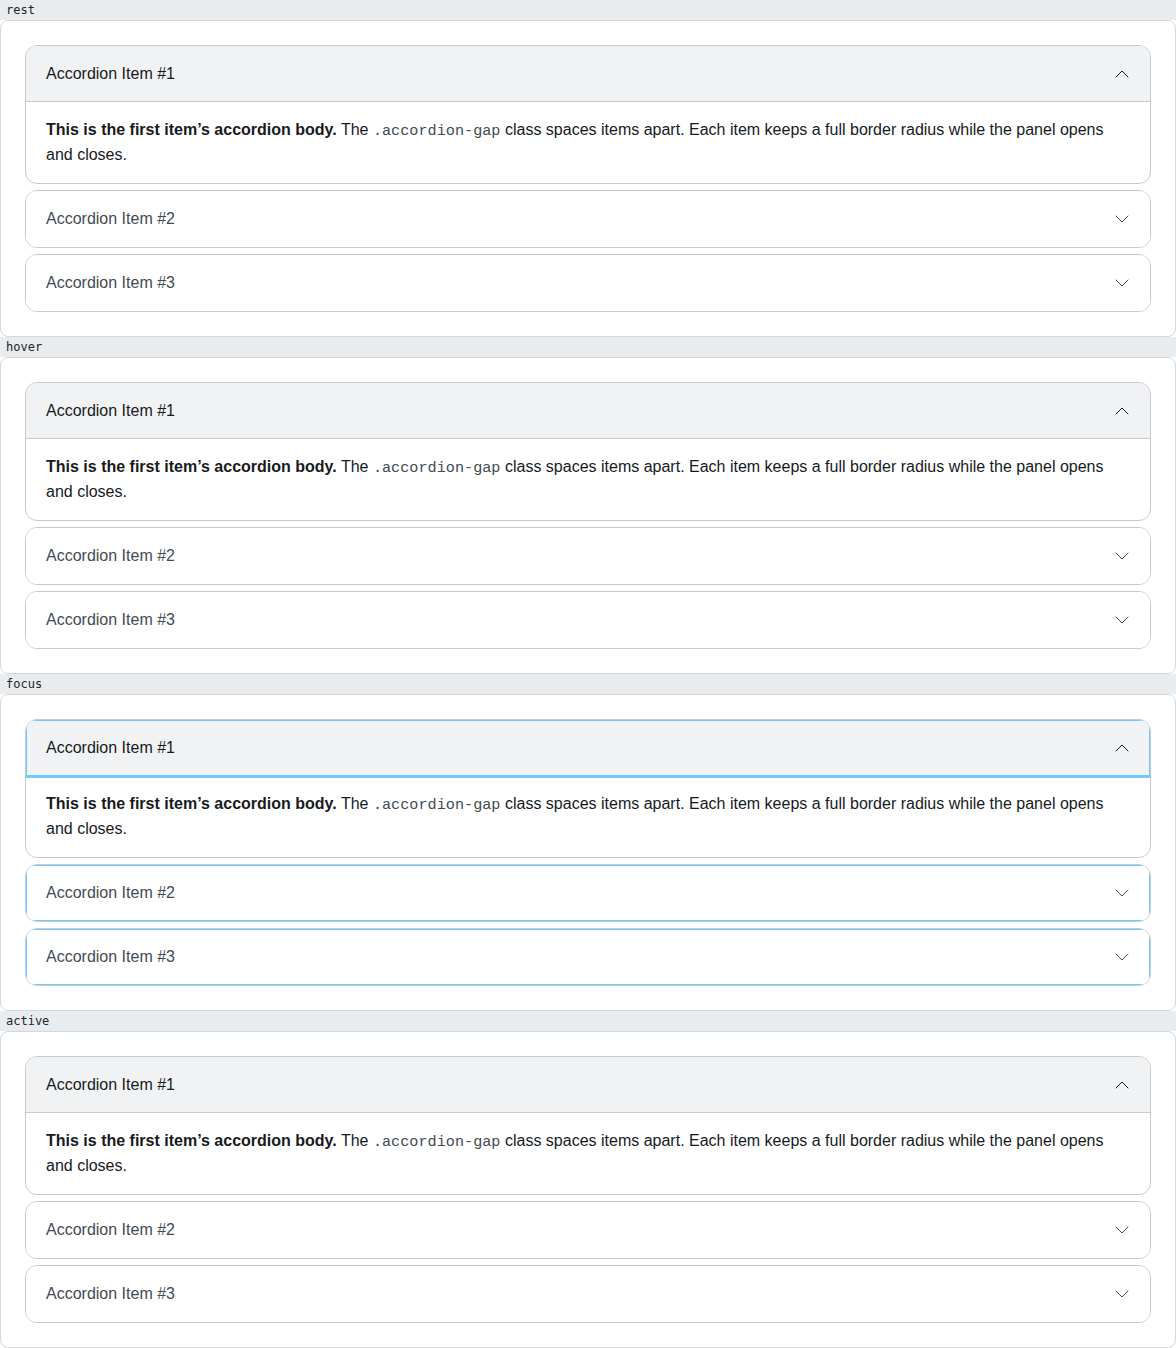 rest
Accordion Item #1
This is the first item’s accordion body. The .accordion-gap class spaces items apart. Each item keeps a full border radius while the panel opens
and closes.
Accordion Item #2
Accordion Item #3
hover
Accordion Item #1
This is the first item’s accordion body. The .accordion-gap class spaces items apart. Each item keeps a full border radius while the panel opens
and closes.
Accordion Item #2
Accordion Item #3
focus
Accordion Item #1
This is the first item’s accordion body. The .accordion-gap class spaces items apart. Each item keeps a full border radius while the panel opens
and closes.
Accordion Item #2
Accordion Item #3
active
Accordion Item #1
This is the first item’s accordion body. The .accordion-gap class spaces items apart. Each item keeps a full border radius while the panel opens
and closes.
Accordion Item #2
Accordion Item #3